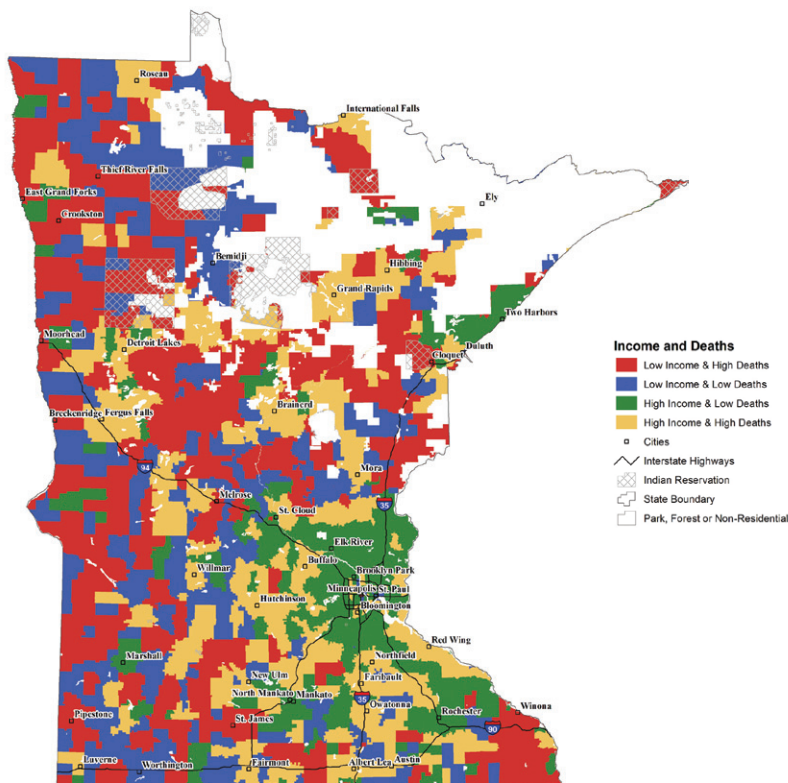 Roseau
International Falls
Thief River Falls
East Grand Forks
Crookston
Ely
Bemidji
Hibbing
Grand Rapids
Two Harbors
Moorhead
Detroit Lakes
Duluth
Cloquet
Breckenridge
Fergus Falls
Brainerd
94
Mora
Melrose
35
St. Cloud
Elk River
Willmar
Buffalo
Brooklyn Park
Minneapolis
St. Paul
Hutchinson
Bloomington
Red Wing
Marshall
Northfield
New Ulm
Faribault
North Mankato
Mankato
35
Owatonna
Rochester
Winona
Pipestone
St. James
90
Luverne
Worthington
Fairmont
Albert Lea
Austin
Income and Deaths
Low Income & High Deaths
Low Income & Low Deaths
High Income & Low Deaths
High Income & High Deaths
Cities
Interstate Highways
Indian Reservation
State Boundary
Park, Forest or Non-Residential